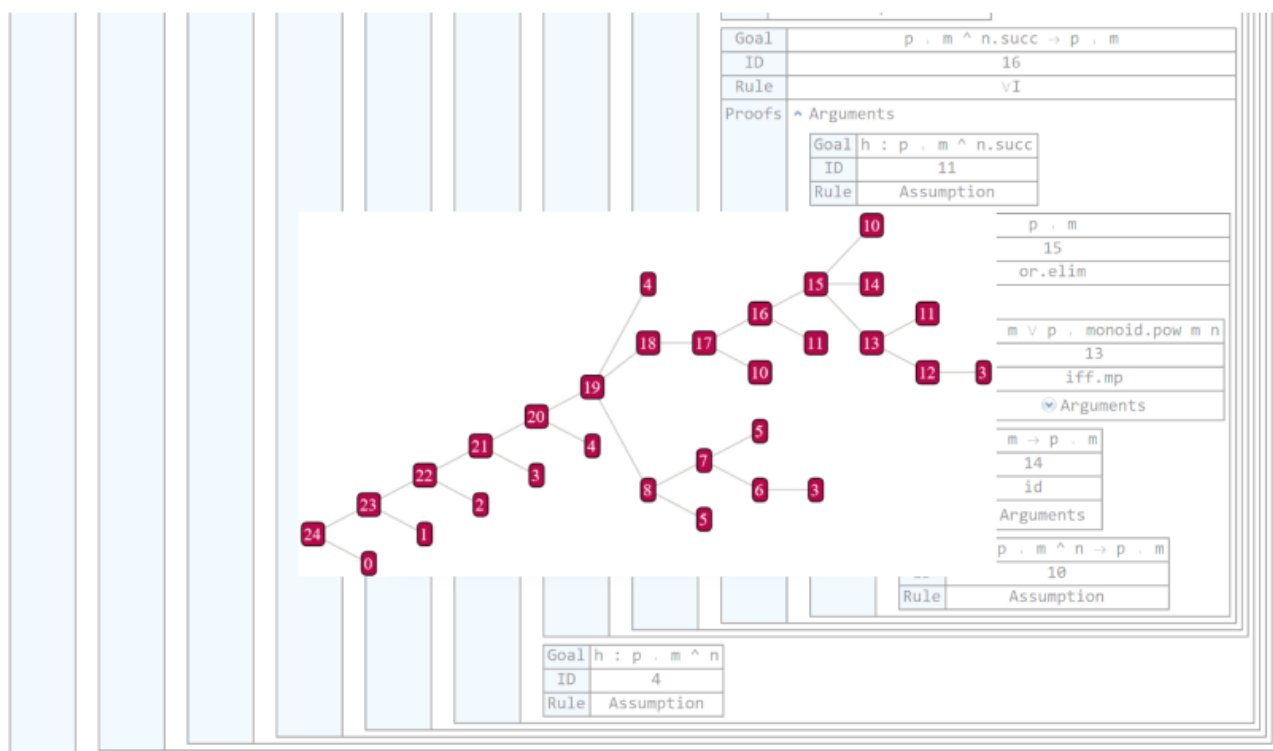 Goal p ∣ m ^ n.succ → p ∣ m
ID 16
Rule ∀I
Proofs Arguments
Goal h : p ∣ m ^ n.succ
ID 11
Rule Assumption
p ∣ m
15
or.elim
m ∨ p ∣ monoid.pow m n
13
iff.mp
Arguments
m → p ∣ m
14
id
Arguments
p ∣ m ^ n → p ∣ m
10
Rule Assumption
Goal h : p ∣ m ^ n
ID 4
Rule Assumption
10
4 15 14
16 11
18 17 11 13
10 12 3
19
20
5
21 4
7
22 3
8 6 3
23 2
5
24 1
0